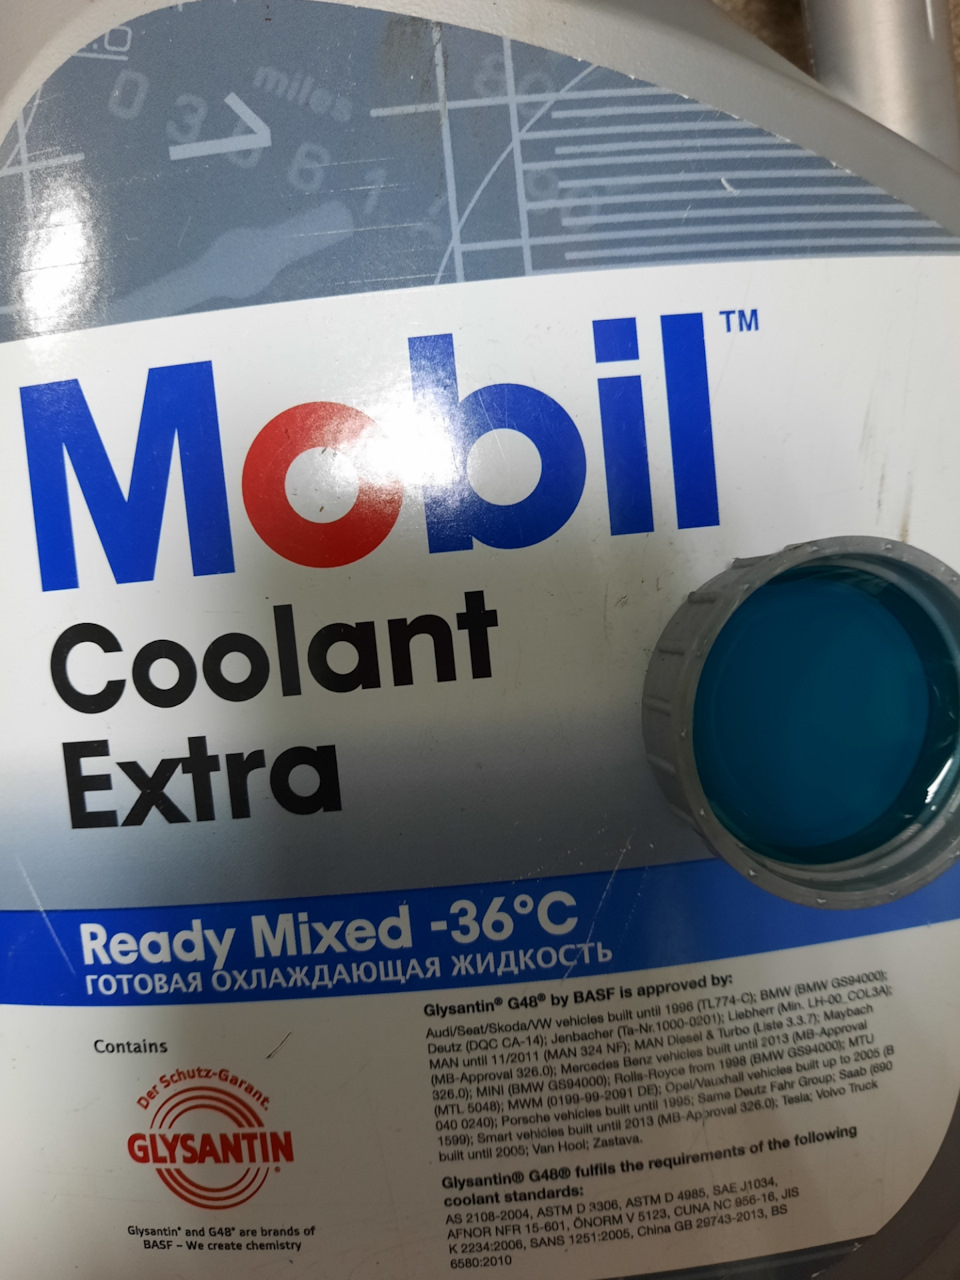 miles
Mobil™
Coolant
Extra
Ready Mixed -36°C
ГОТОВАЯ ОХЛАЖДАЮЩАЯ ЖИДКОСТЬ
Contains
Der Schutz-Garant.
GLYSANTIN®
Glysantin® and G48® are brands of
BASF – We create chemistry
Glysantin® G48® by BASF is approved by:
Audi/Seat/Skoda/VW vehicles built until 1996 (TL774-C); BMW (BMW GS94000);
Deutz (DQC CA-14); Jenbacher (Ta-Nr.1000-0201); Liebherr (Min. LH-00_COL3A);
MAN until 11/2011 (MAN 324 NF); MAN Diesel & Turbo (Liste 3.3.7); Maybach
(MB-Approval 326.0); Mercedes Benz vehicles built until 2013 (MB-Approval
326.0); MINI (BMW GS94000); Rolls-Royce from 1998 (BMW GS94000); MTU
(MTL 5048); MWM (0199-99-2091 DE); Opel/Vauxhall vehicles built up to 2005 (B
040 0240); Porsche vehicles built until 1995; Same Deutz Fahr Group; Saab (690
1599); Smart vehicles built until 2013 (MB-Approval 326.0); Tesla; Volvo Truck
built until 2005; Van Hool; Zastava.
Glysantin® G48® fulfils the requirements of the following
coolant standards:
AS 2108-2004, ASTM D 3306, ASTM D 4985, SAE J1034,
AFNOR NFR 15-601, ÖNORM V 5123, CUNA NC 956-16, JIS
K 2234:2006, SANS 1251:2005, China GB 29743-2013, BS
6580:2010